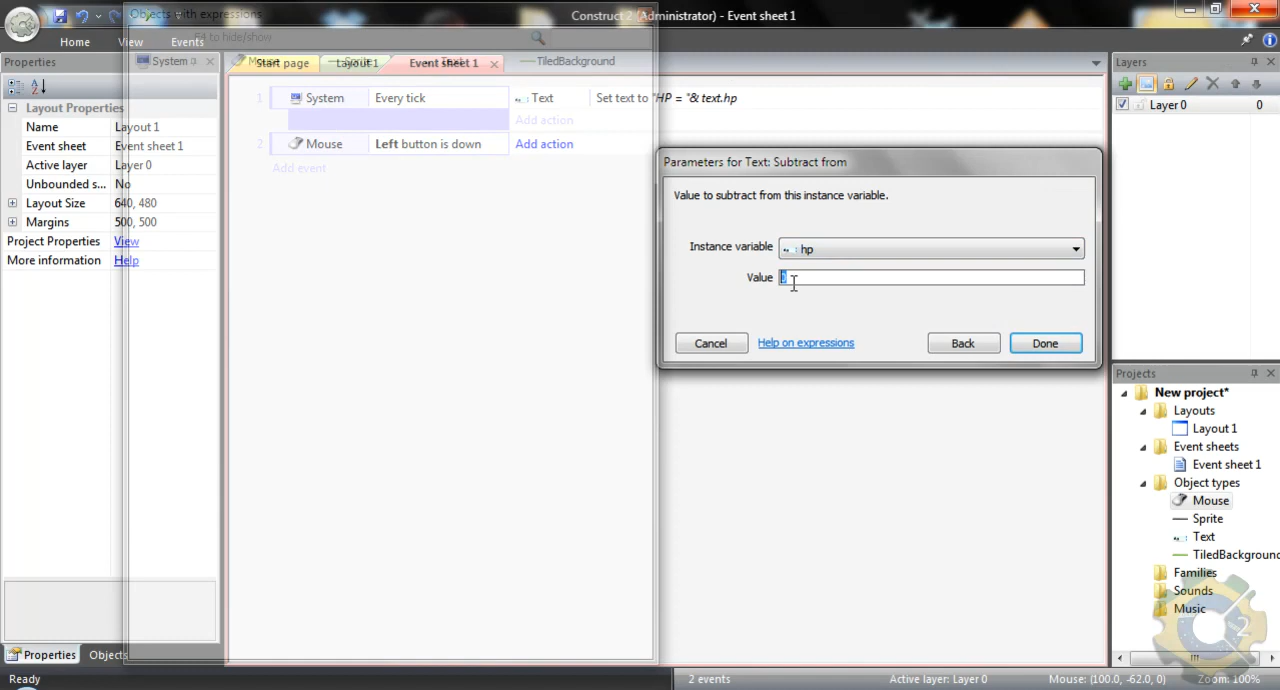 Objects with expressions
Construct 2 (Administrator) - Event sheet 1
Home
View
Events
F4 to hide/show
Properties
System
Mouse
Sprite
Text
TiledBackground
Start page
Layout 1
Event sheet 1
Layers
Layout Properties
Name
Layout 1
Event sheet
Event sheet 1
Active layer
Layer 0
Unbounded s...
No
Layout Size
640, 480
Margins
500, 500
Project Properties
View
More information
Help
1
System
Every tick
Text
Set text to "HP = "& text.hp
Add action
2
Mouse
Left button is down
Add action
Add event
Parameters for Text: Subtract from
Value to subtract from this instance variable.
Instance variable
hp
Value
Cancel
Help on expressions
Back
Done
Layer 0
0
Projects
New project*
Layouts
Layout 1
Event sheets
Event sheet 1
Object types
Mouse
Sprite
Text
TiledBackground
Families
Sounds
Music
Properties
Objects
Ready
2 events
Active layer: Layer 0
Mouse: (100.0, -62.0, 0)
Zoom: 100%